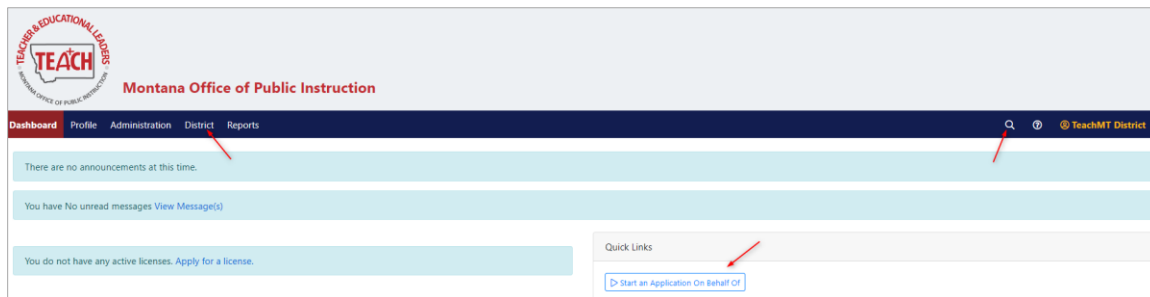 TEACHER & EDUCATIONAL LEADERS
TEACH
MONTANA OFFICE OF PUBLIC INSTRUCTION
Montana Office of Public Instruction
Dashboard Profile Administration District Reports TeachMT District
There are no announcements at this time.
You have No unread messages View Message(s)
Quick Links
You do not have any active licenses. Apply for a license.
Start an Application On Behalf Of